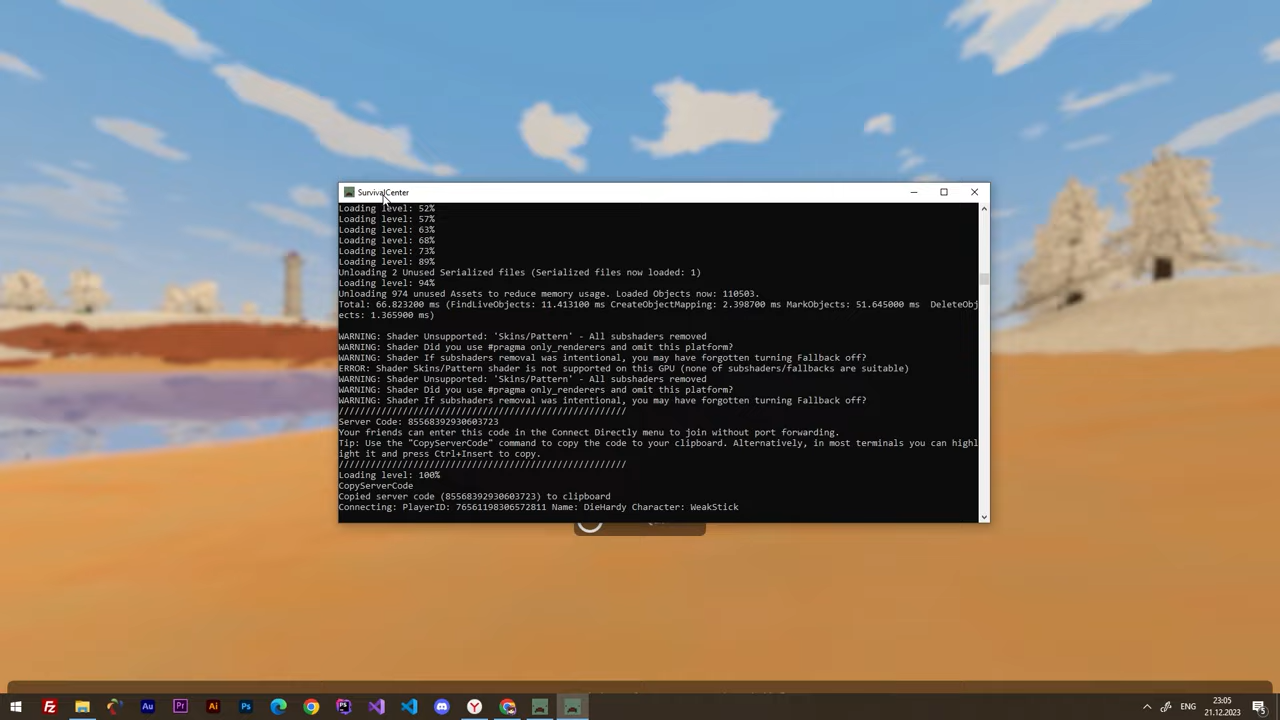 SurvivalCenter
Loading level: 52%
Loading level: 57%
Loading level: 63%
Loading level: 68%
Loading level: 73%
Loading level: 89%
Unloading 2 Unused Serialized files (Serialized files now loaded: 1)
Loading level: 94%
Unloading 974 unused Assets to reduce memory usage. Loaded Objects now: 110503.
Total: 66.823200 ms (FindLiveObjects: 11.413100 ms CreateObjectMapping: 2.398700 ms MarkObjects: 51.645000 ms  DeleteObj
ects: 1.365900 ms)
WARNING: Shader Unsupported: 'Skins/Pattern' - All subshaders removed
WARNING: Shader Did you use #pragma only_renderers and omit this platform?
WARNING: Shader If subshaders removal was intentional, you may have forgotten turning Fallback off?
ERROR: Shader Skins/Pattern shader is not supported on this GPU (none of subshaders/fallbacks are suitable)
WARNING: Shader Unsupported: 'Skins/Pattern' - All subshaders removed
WARNING: Shader Did you use #pragma only_renderers and omit this platform?
WARNING: Shader If subshaders removal was intentional, you may have forgotten turning Fallback off?
//////////////////////////////////////////////////////
Server Code: 85568392930603723
Your friends can enter this code in the Connect Directly menu to join without port forwarding.
Tip: Use the "CopyServerCode" command to copy the code to your clipboard. Alternatively, in most terminals you can highl
ight it and press Ctrl+Insert to copy.
//////////////////////////////////////////////////////
Loading level: 100%
CopyServerCode
Copied server code (85568392930603723) to clipboard
Connecting: PlayerID: 76561198306572811 Name: DieHardy Character: WeakStick
Au
Pr
Ai
Ps
PS
ENG
23:05
21.12.2023